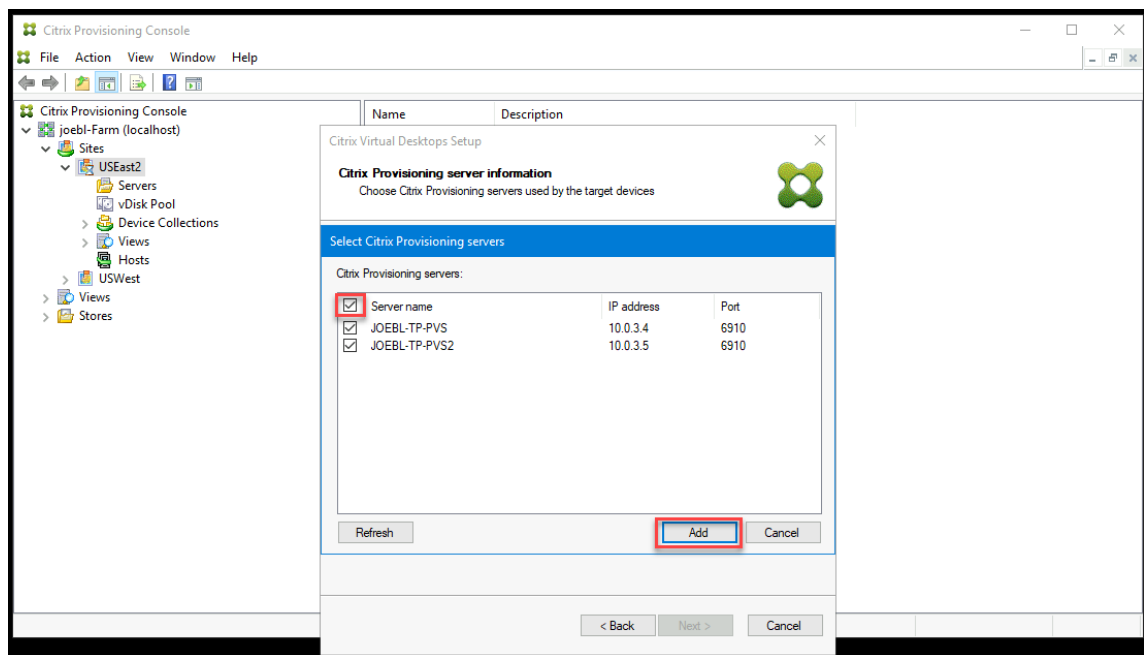 Citrix Provisioning Console
File Action View Window Help
Citrix Provisioning Console
joebl-Farm (localhost)
Sites
USEast2
Servers
vDisk Pool
Device Collections
Views
Hosts
USWest
Views
Stores
Name Description
Citrix Virtual Desktops Setup
Citrix Provisioning server information
Choose Citrix Provisioning servers used by the target devices
Select Citrix Provisioning servers
Citrix Provisioning servers:
Server name IP address Port
JOEBL-TP-PVS 10.0.3.4 6910
JOEBL-TP-PVS2 10.0.3.5 6910
Refresh Add Cancel
< Back Next > Cancel